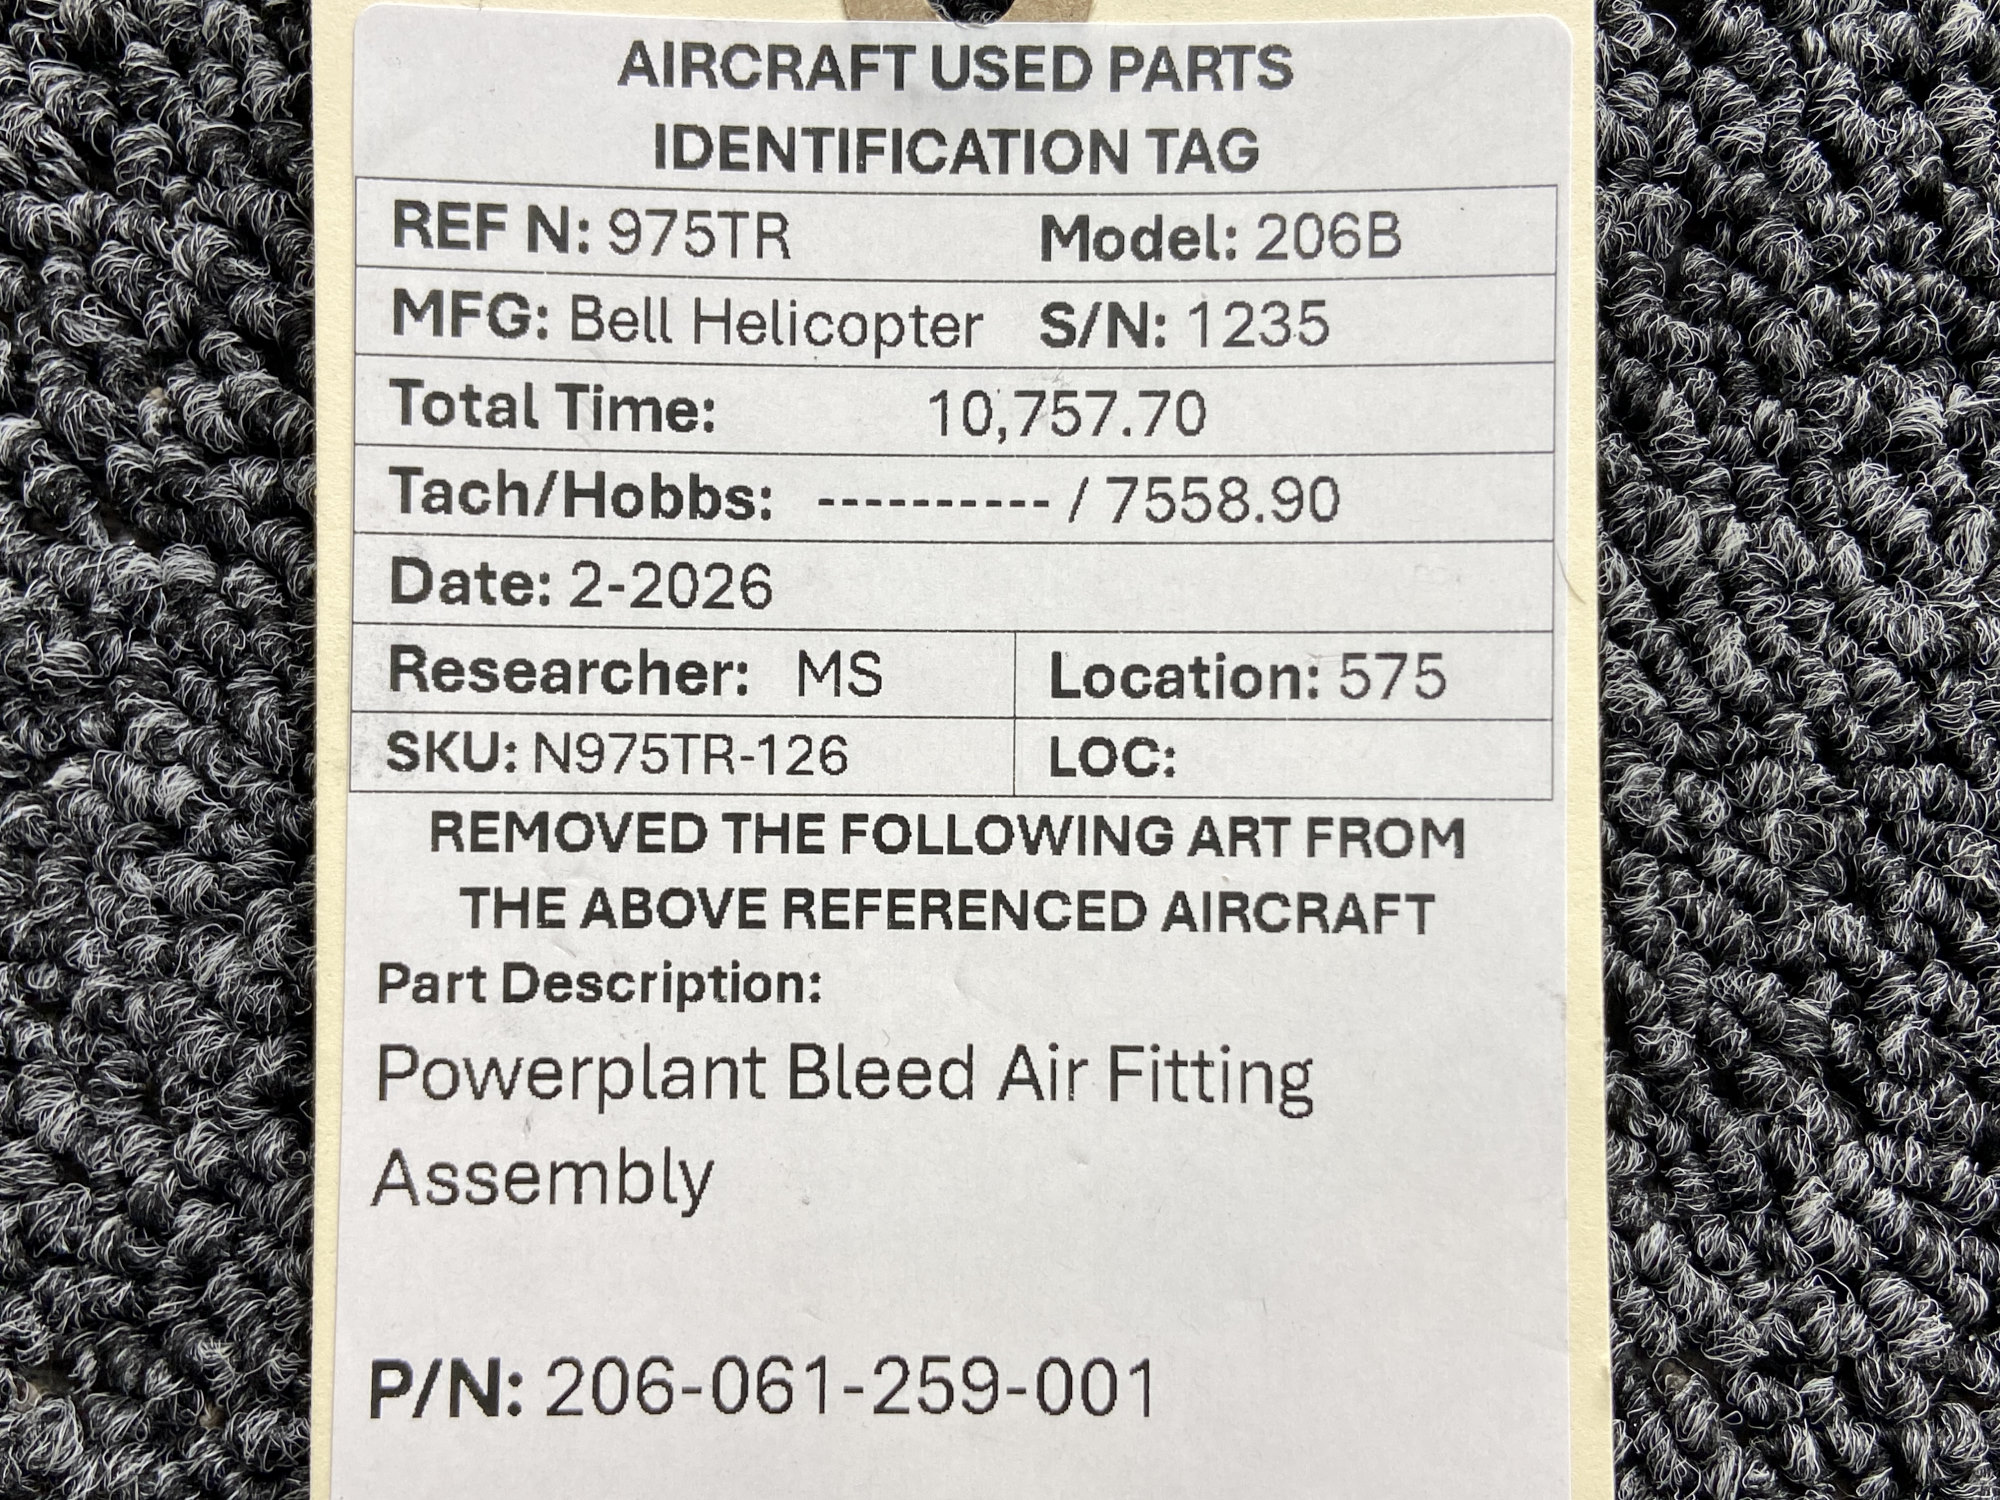 AIRCRAFT USED PARTS
IDENTIFICATION TAG
REF N: 975TR Model: 206B
MFG: Bell Helicopter S/N: 1235
Total Time: 10,757.70
Tach/Hobbs: ---------- / 7558.90
Date: 2-2026
Researcher: MS Location: 575
SKU: N975TR-126 LOC:
REMOVED THE FOLLOWING ART FROM
THE ABOVE REFERENCED AIRCRAFT
Part Description:
Powerplant Bleed Air Fitting
Assembly
P/N: 206-061-259-001